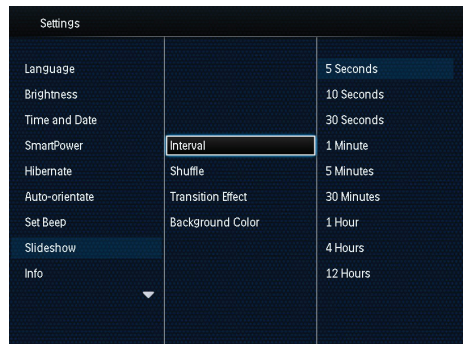 Settings
Language
Brightness
Time and Date
SmartPower
Hibernate
Auto-orientate
Set Beep
Slideshow
Info
Interval
Shuffle
Transition Effect
Background Color
5 Seconds
10 Seconds
30 Seconds
1 Minute
5 Minutes
30 Minutes
1 Hour
4 Hours
12 Hours